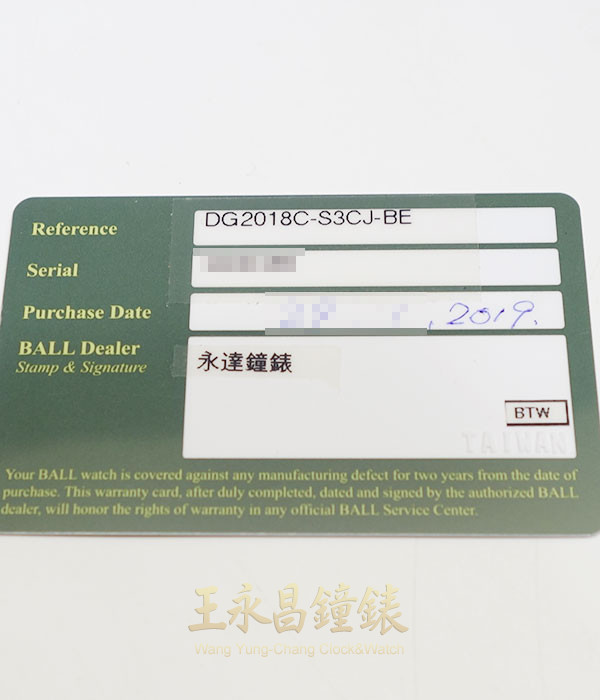 Reference
DG2018C-S3CJ-BE
Serial
Purchase Date
, 2019.
BALL Dealer
Stamp & Signature
永達鐘錶
BTW
TAIWAN
Your BALL watch is covered against any manufacturing defect for two years from the date of
purchase. This warranty card, after duly completed, dated and signed by the authorized BALL
dealer, will honor the rights of warranty in any official BALL Service Center.
王永昌鐘錶
Wang Yung-Chang Clock&Watch